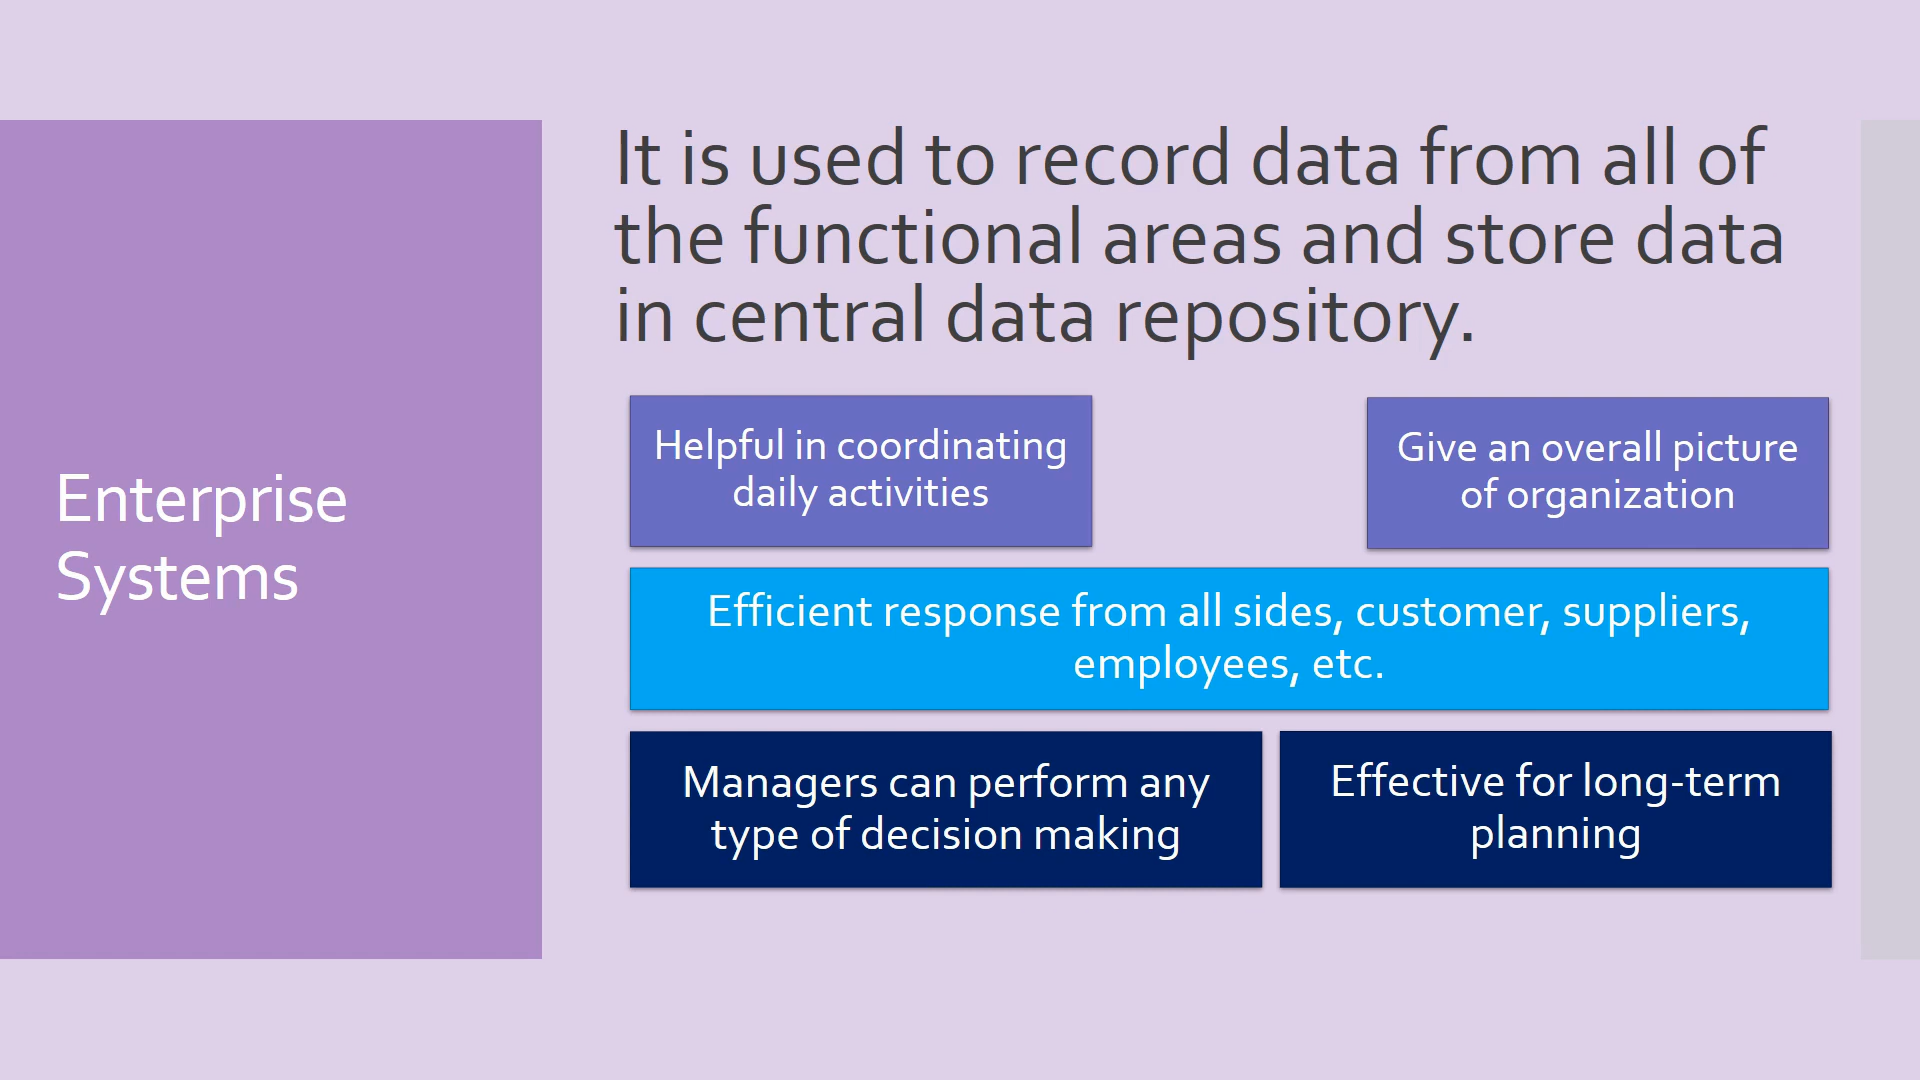 Enterprise
Systems
It is used to record data from all of
the functional areas and store data
in central data repository.
Helpful in coordinating
daily activities
Give an overall picture
of organization
Efficient response from all sides, customer, suppliers,
employees, etc.
Managers can perform any
type of decision making
Effective for long-term
planning